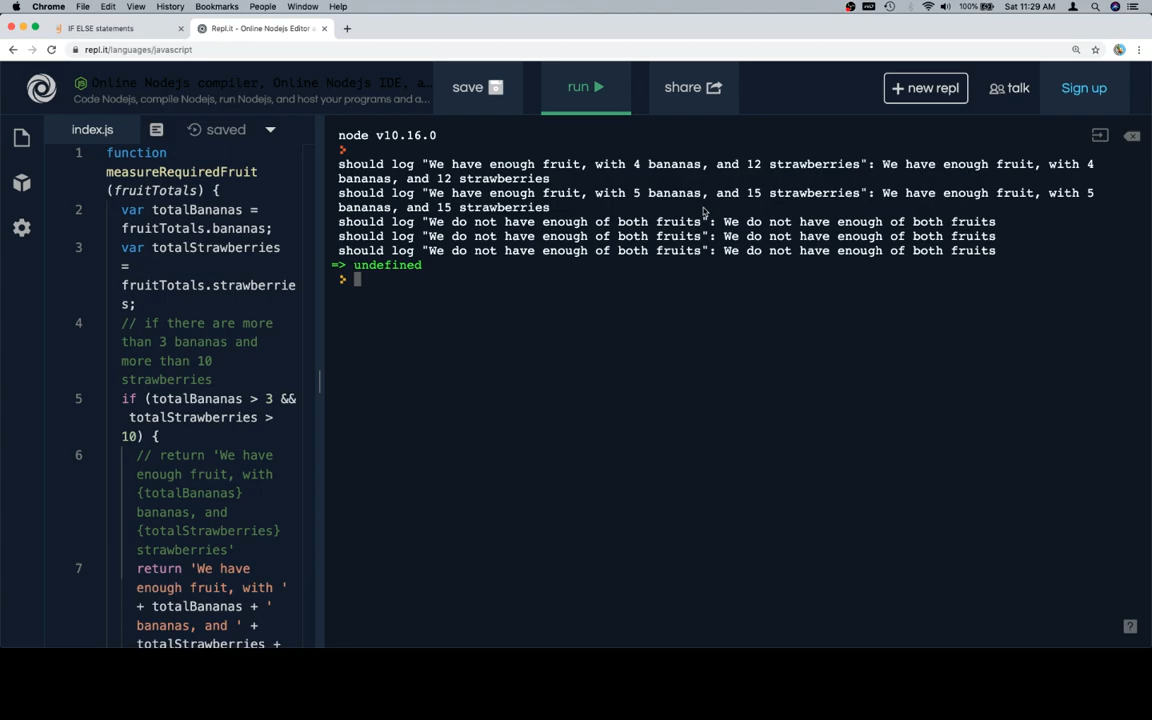 Chrome File Edit View History Bookmarks People Window Help 100% Sat 11:29 AM
IF ELSE statements
Repl.it - Online Nodejs Editor
repl.it/languages/javascript
Online Nodejs compiler, Online Nodejs IDE, a...
Code Nodejs, compile Nodejs, run Nodejs, and host your programs and a...
save
run
share
+ new repl
talk
Sign up
index.js
saved
1 function
measureRequiredFruit
(fruitTotals) {
2 var totalBananas =
fruitTotals.bananas;
3 var totalStrawberries
=
fruitTotals.strawberrie
s;
4 // if there are more
than 3 bananas and
more than 10
strawberries
5 if (totalBananas > 3 &&
totalStrawberries >
10) {
6 // return 'We have
enough fruit, with
{totalBananas}
bananas, and
{totalStrawberries}
strawberries'
7 return 'We have
enough fruit, with '
+ totalBananas + '
bananas, and ' +
totalStrawberries +
node v10.16.0
should log "We have enough fruit, with 4 bananas, and 12 strawberries": We have enough fruit, with 4
bananas, and 12 strawberries
should log "We have enough fruit, with 5 bananas, and 15 strawberries": We have enough fruit, with 5
bananas, and 15 strawberries
should log "We do not have enough of both fruits": We do not have enough of both fruits
should log "We do not have enough of both fruits": We do not have enough of both fruits
should log "We do not have enough of both fruits": We do not have enough of both fruits
=> undefined
>
?